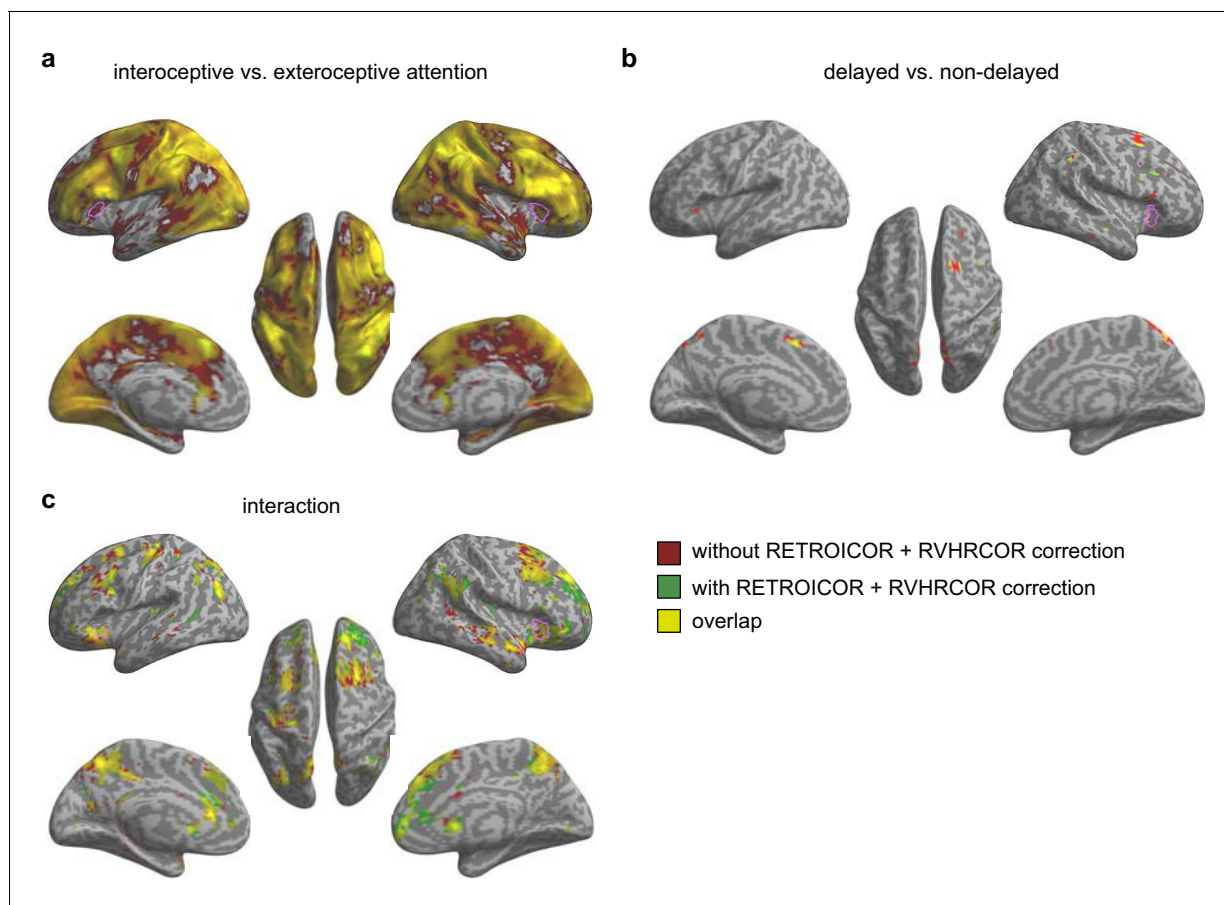 a
interoceptive vs. exteroceptive attention
b
delayed vs. non-delayed
c
interaction
without RETROICOR + RVHRCOR correction
with RETROICOR + RVHRCOR correction
overlap